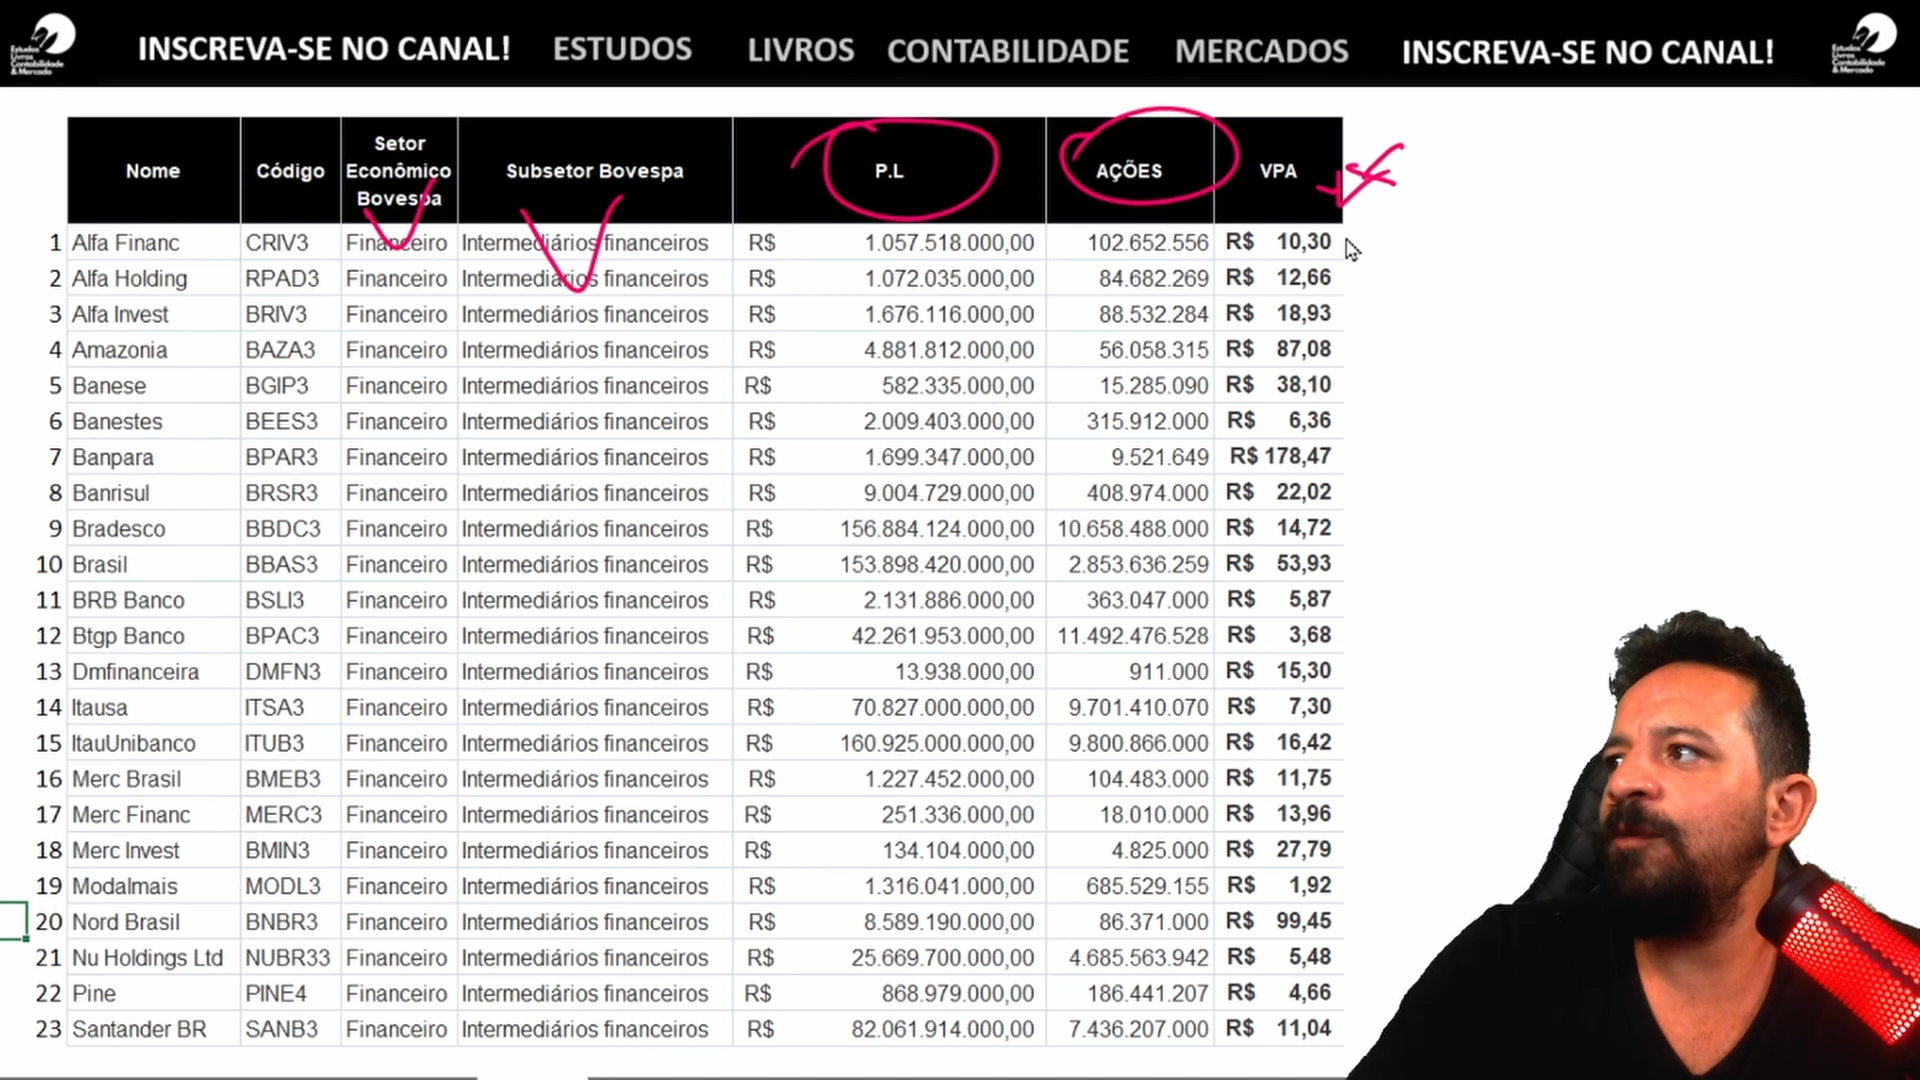 Estudos
Livros
Contabilidade
& Mercado
INSCREVA-SE NO CANAL! ESTUDOS LIVROS CONTABILIDADE MERCADOS INSCREVA-SE NO CANAL!
Estudos
Livros
Contabilidade
& Mercado
Nome Código Setor Econômico Bovespa Subsetor Bovespa P.L AÇÕES VPA
1 Alfa Financ CRIV3 Financeiro Intermediários financeiros R$ 1.057.518.000,00 102.652.556 R$ 10,30
2 Alfa Holding RPAD3 Financeiro Intermediários financeiros R$ 1.072.035.000,00 84.682.269 R$ 12,66
3 Alfa Invest BRIV3 Financeiro Intermediários financeiros R$ 1.676.116.000,00 88.532.284 R$ 18,93
4 Amazonia BAZA3 Financeiro Intermediários financeiros R$ 4.881.812.000,00 56.058.315 R$ 87,08
5 Banese BGIP3 Financeiro Intermediários financeiros R$ 582.335.000,00 15.285.090 R$ 38,10
6 Banestes BEES3 Financeiro Intermediários financeiros R$ 2.009.403.000,00 315.912.000 R$ 6,36
7 Banpara BPAR3 Financeiro Intermediários financeiros R$ 1.699.347.000,00 9.521.649 R$ 178,47
8 Banrisul BRSR3 Financeiro Intermediários financeiros R$ 9.004.729.000,00 408.974.000 R$ 22,02
9 Bradesco BBDC3 Financeiro Intermediários financeiros R$ 156.884.124.000,00 10.658.488.000 R$ 14,72
10 Brasil BBAS3 Financeiro Intermediários financeiros R$ 153.898.420.000,00 2.853.636.259 R$ 53,93
11 BRB Banco BSLI3 Financeiro Intermediários financeiros R$ 2.131.886.000,00 363.047.000 R$ 5,87
12 Btgp Banco BPAC3 Financeiro Intermediários financeiros R$ 42.261.953.000,00 11.492.476.528 R$ 3,68
13 Dmfinanceira DMFN3 Financeiro Intermediários financeiros R$ 13.938.000,00 911.000 R$ 15,30
14 Itausa ITSA3 Financeiro Intermediários financeiros R$ 70.827.000.000,00 9.701.410.070 R$ 7,30
15 ItauUnibanco ITUB3 Financeiro Intermediários financeiros R$ 160.925.000.000,00 9.800.866.000 R$ 16,42
16 Merc Brasil BMEB3 Financeiro Intermediários financeiros R$ 1.227.452.000,00 104.483.000 R$ 11,75
17 Merc Financ MERC3 Financeiro Intermediários financeiros R$ 251.336.000,00 18.010.000 R$ 13,96
18 Merc Invest BMIN3 Financeiro Intermediários financeiros R$ 134.104.000,00 4.825.000 R$ 27,79
19 Modalmais MODL3 Financeiro Intermediários financeiros R$ 1.316.041.000,00 685.529.155 R$ 1,92
20 Nord Brasil BNBR3 Financeiro Intermediários financeiros R$ 8.589.190.000,00 86.371.000 R$ 99,45
21 Nu Holdings Ltd NUBR33 Financeiro Intermediários financeiros R$ 25.669.700.000,00 4.685.563.942 R$ 5,48
22 Pine PINE4 Financeiro Intermediários financeiros R$ 868.979.000,00 186.441.207 R$ 4,66
23 Santander BR SANB3 Financeiro Intermediários financeiros R$ 82.061.914.000,00 7.436.207.000 R$ 11,04